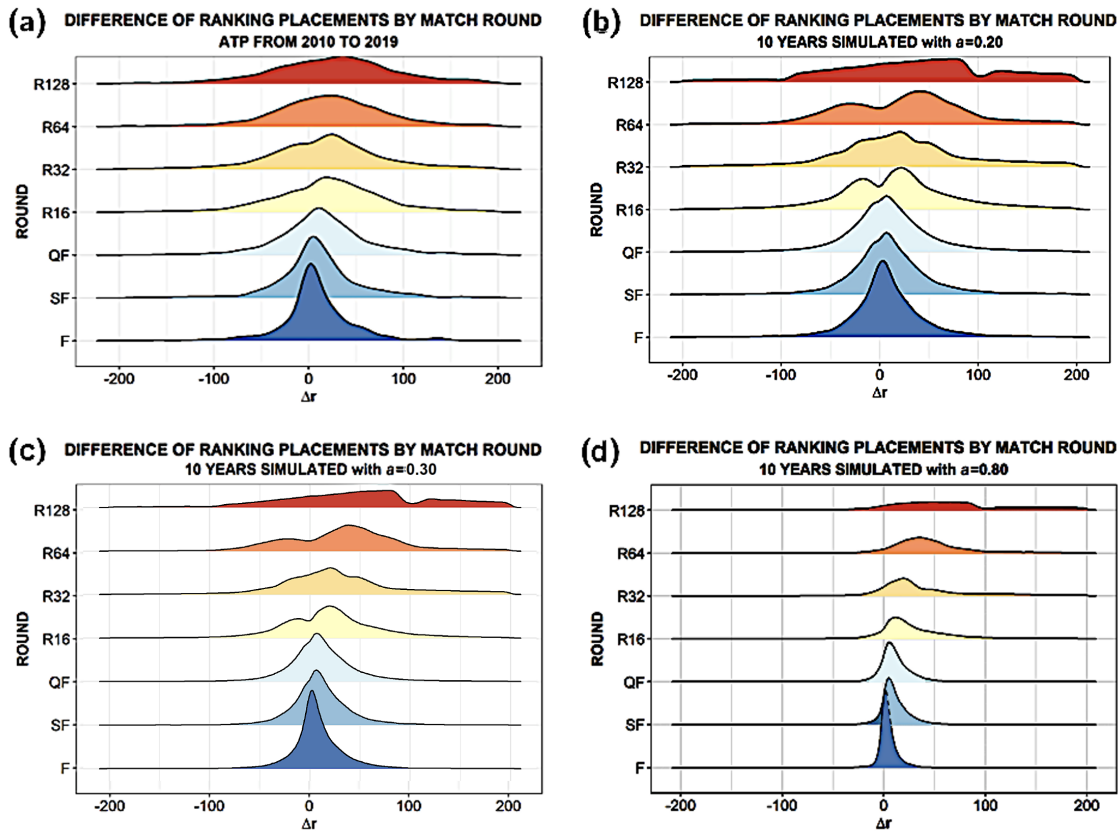 (a)
DIFFERENCE OF RANKING PLACEMENTS BY MATCH ROUND
ATP FROM 2010 TO 2019
R128
R64
R32
R16
QF
SF
F
ROUND
-200 -100 0 100 200
Δr
(b)
DIFFERENCE OF RANKING PLACEMENTS BY MATCH ROUND
10 YEARS SIMULATED with a=0.20
R128
R64
R32
R16
QF
SF
F
ROUND
-200 -100 0 100 200
Δr
(c)
DIFFERENCE OF RANKING PLACEMENTS BY MATCH ROUND
10 YEARS SIMULATED with a=0.30
R128
R64
R32
R16
QF
SF
F
ROUND
-200 -100 0 100 200
Δr
(d)
DIFFERENCE OF RANKING PLACEMENTS BY MATCH ROUND
10 YEARS SIMULATED with a=0.80
R128
R64
R32
R16
QF
SF
F
ROUND
-200 -100 0 100 200
Δr